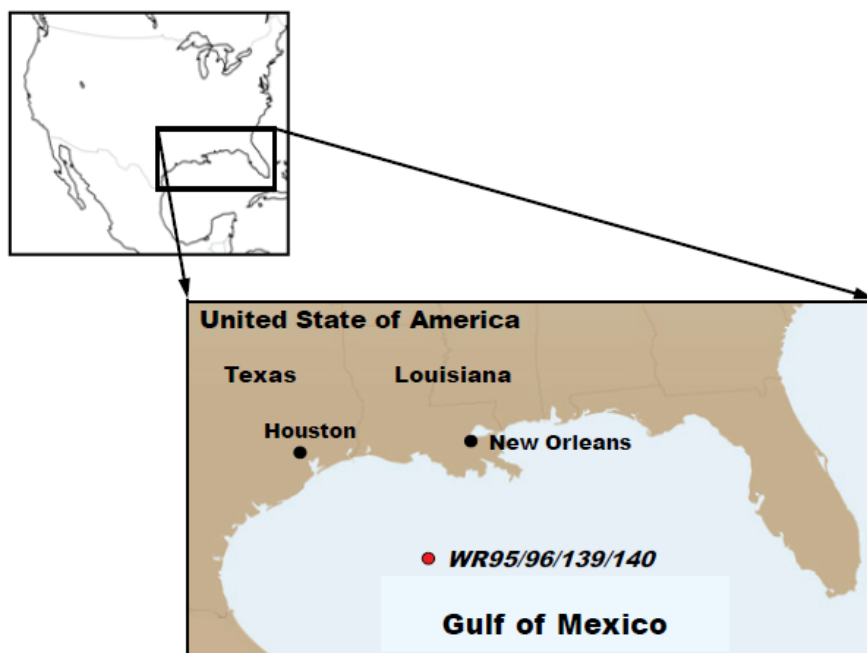 United State of America
Texas
Louisiana
Houston
New Orleans
WR95/96/139/140
Gulf of Mexico